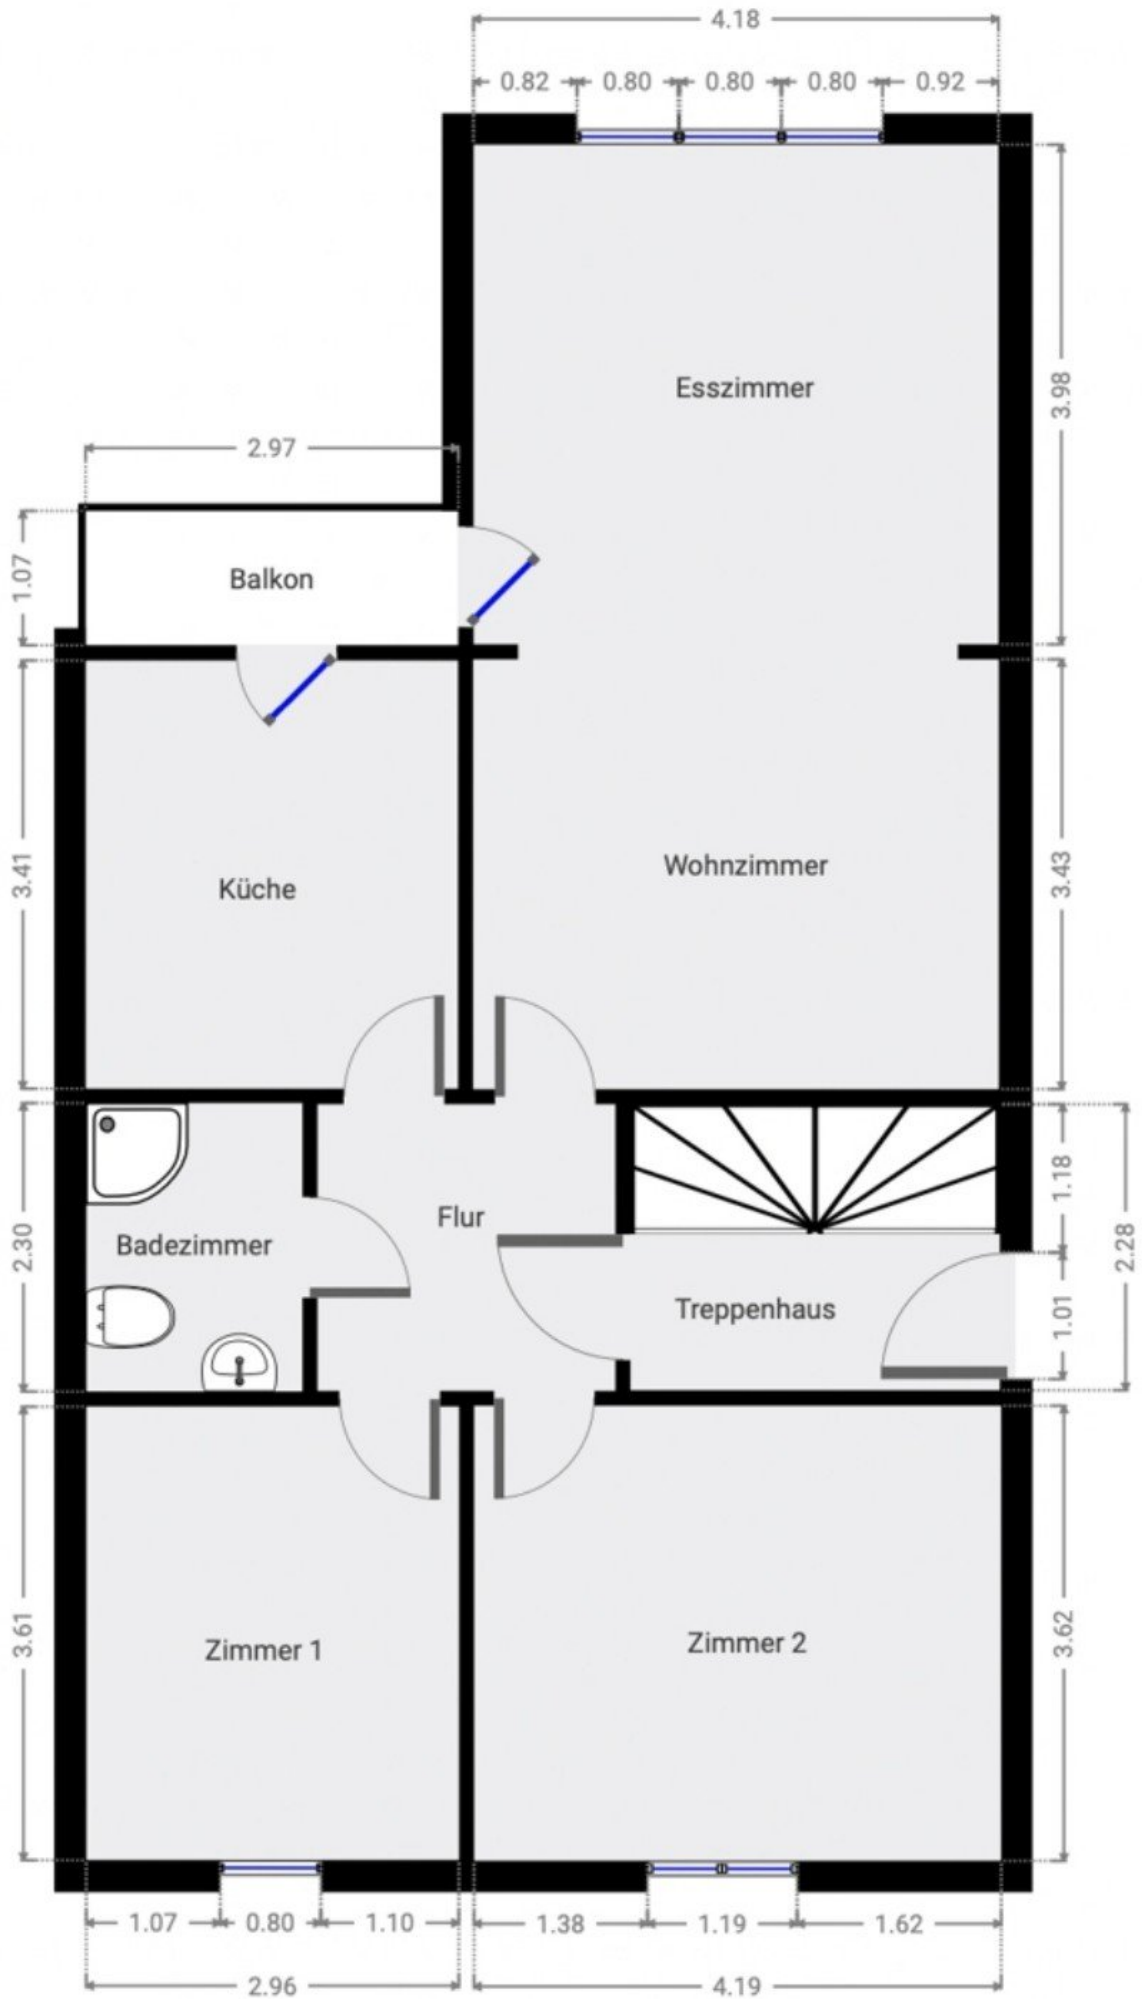 4.18
0.82 0.80 0.80 0.80 0.92
Esszimmer
3.98
2.97
1.07
Balkon
3.41
Küche
Wohnzimmer
3.43
2.30
Badezimmer
Flur
Treppenhaus
1.18
1.01
2.28
3.61
Zimmer 1
Zimmer 2
3.62
1.07 0.80 1.10 1.38 1.19 1.62
2.96 4.19